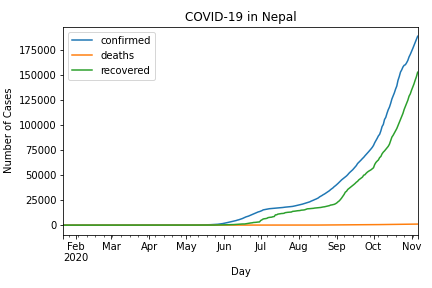 COVID-19 in Nepal
confirmed
deaths
recovered
175000
150000
125000
100000
75000
50000
25000
0
Number of Cases
Feb Mar Apr May Jun Jul Aug Sep Oct Nov
2020
Day